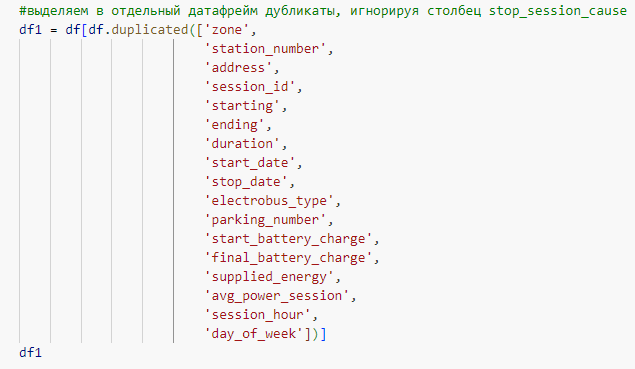 #выделяем в отдельный датафрейм дубликаты, игнорируя столбец stop_session_cause
df1 = df[df.duplicated(['zone',
'station_number',
'address',
'session_id',
'starting',
'ending',
'duration',
'start_date',
'stop_date',
'electrobus_type',
'parking_number',
'start_battery_charge',
'final_battery_charge',
'supplied_energy',
'avg_power_session',
'session_hour',
'day_of_week'])]
df1